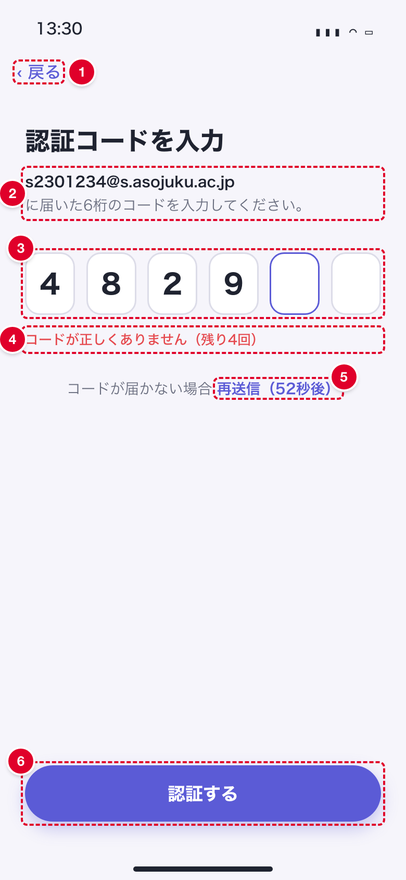 13:30
‹ 戻る 1
認証コードを入力
2 s2301234@s.asojuku.ac.jp
に届いた6桁のコードを入力してください。
3
4 8 2 9
4 コードが正しくありません（残り4回）
コードが届かない場合 再送信（52秒後） 5
6
認証する